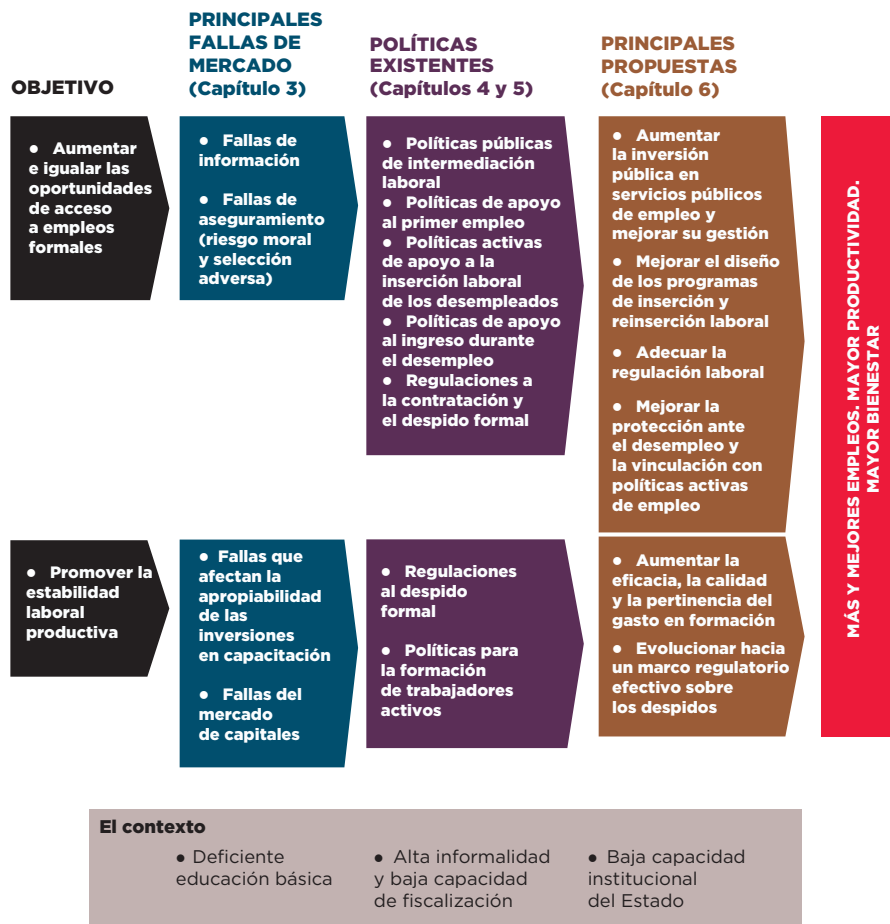 OBJETIVO
PRINCIPALES
FALLAS DE
MERCADO
(Capítulo 3)
POLÍTICAS
EXISTENTES
(Capítulos 4 y 5)
PRINCIPALES
PROPUESTAS
(Capítulo 6)
● Aumentar
e igualar las
oportunidades
de acceso
a empleos
formales
● Fallas de
información
● Fallas de
aseguramiento
(riesgo moral
y selección
adversa)
● Políticas públicas
de intermediación
laboral
● Políticas de apoyo
al primer empleo
● Políticas activas
de apoyo a la
inserción laboral
de los desempleados
● Políticas de apoyo
al ingreso durante
el desempleo
● Regulaciones a
la contratación y
el despido formal
● Aumentar
la inversión
pública en
servicios públicos
de empleo y
mejorar su gestión
● Mejorar el diseño
de los programas
de inserción y
reinserción laboral
● Adecuar la
regulación laboral
● Mejorar la
protección ante
el desempleo y
la vinculación con
políticas activas
de empleo
● Promover la
estabilidad
laboral
productiva
● Fallas que
afectan la
apropiabilidad
de las
inversiones
en capacitación
● Fallas del
mercado
de capitales
● Regulaciones
al despido
formal
● Políticas para
la formación
de trabajadores
activos
● Aumentar la
eficacia, la calidad
y la pertinencia del
gasto en formación
● Evolucionar hacia
un marco regulatorio
efectivo sobre
los despidos
MÁS Y MEJORES EMPLEOS. MAYOR PRODUCTIVIDAD.
MAYOR BIENESTAR
El contexto
● Deficiente
educación básica
● Alta informalidad
y baja capacidad
de fiscalización
● Baja capacidad
institucional
del Estado